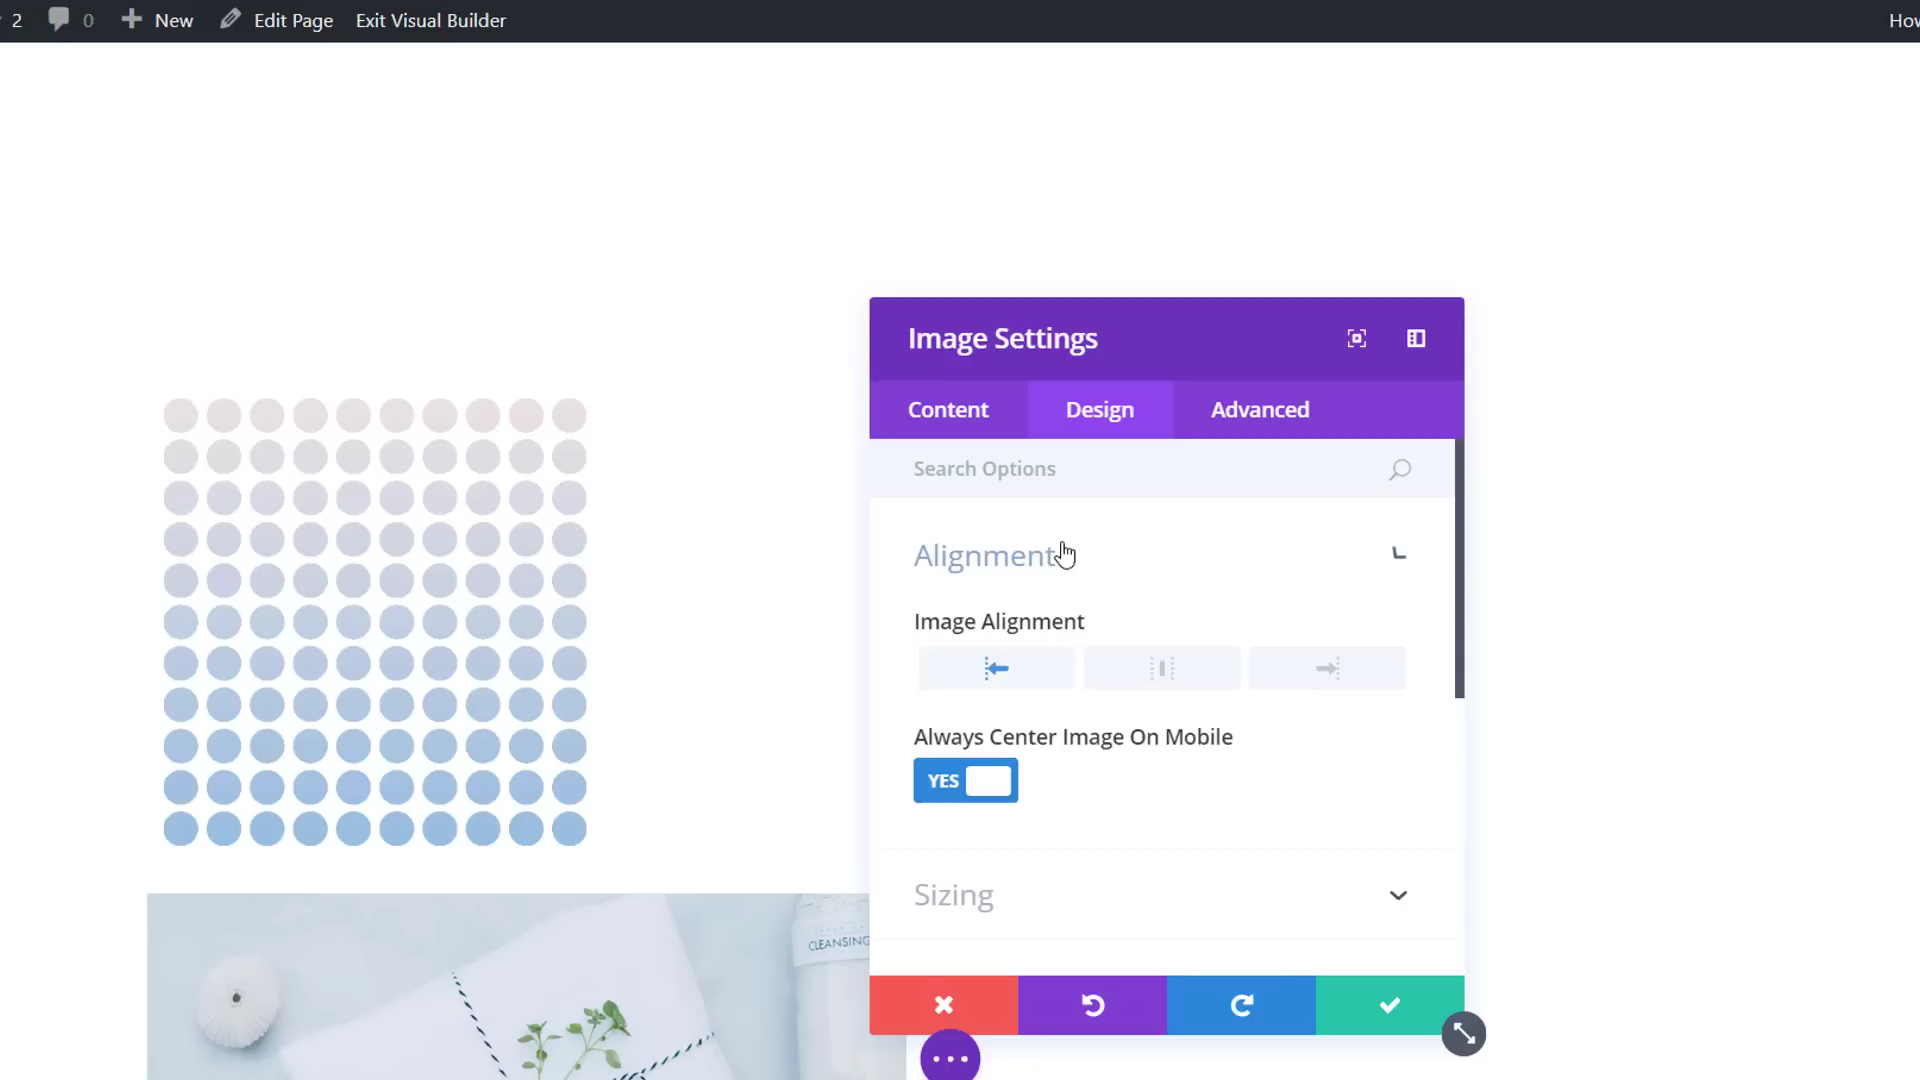 2 0 New Edit Page Exit Visual Builder
Image Settings
Content Design Advanced
Search Options
Alignment
Image Alignment
Always Center Image On Mobile
YES
Sizing
CLEANSING